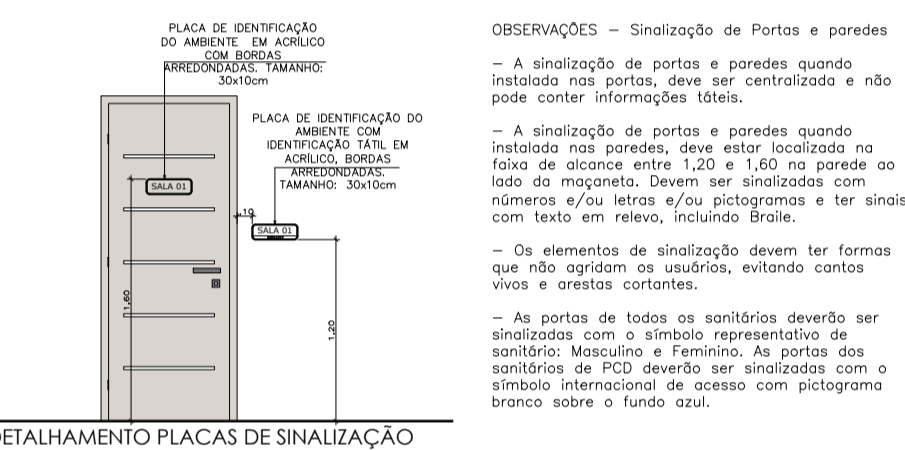 PLACA DE IDENTIFICAÇÃO
DO AMBIENTE EM ACRÍLICO
COM BORDAS
ARREDONDADAS. TAMANHO:
30x10cm
PLACA DE IDENTIFICAÇÃO DO
AMBIENTE COM
IDENTIFICAÇÃO TÁTIL EM
ACRÍLICO, BORDAS
ARREDONDADAS.
TAMANHO: 30x10cm
SALA 01
.10
SALA 01
1,60
1,20
DETALHAMENTO PLACAS DE SINALIZAÇÃO
OBSERVAÇÕES – Sinalização de Portas e paredes
– A sinalização de portas e paredes quando
instalada nas portas, deve ser centralizada e não
pode conter informações táteis.
– A sinalização de portas e paredes quando
instalada nas paredes, deve estar localizada na
faixa de alcance entre 1,20 e 1,60 na parede ao
lado da maçaneta. Devem ser sinalizadas com
números e/ou letras e/ou pictogramas e ter sinais
com texto em relevo, incluindo Braile.
– Os elementos de sinalização devem ter formas
que não agridam os usuários, evitando cantos
vivos e arestas cortantes.
– As portas de todos os sanitários deverão ser
sinalizadas com o símbolo representativo de
sanitário: Masculino e Feminino. As portas dos
sanitários de PCD deverão ser sinalizadas com o
símbolo internacional de acesso com pictograma
branco sobre o fundo azul.